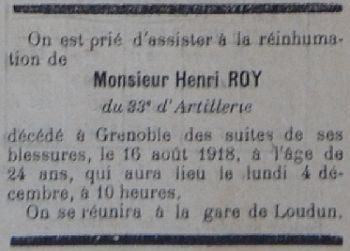 On est prié d'assister à la réinhuma-
tion de
Monsieur Henri ROY
du 33e d'Artillerie
décédé à Grenoble des suites de ses
blessures, le 16 août 1918, à l'âge de
24 ans, qui aura lieu le lundi 4 dé-
cembre, à 10 heures.
On se réunira à la gare de Loudun.